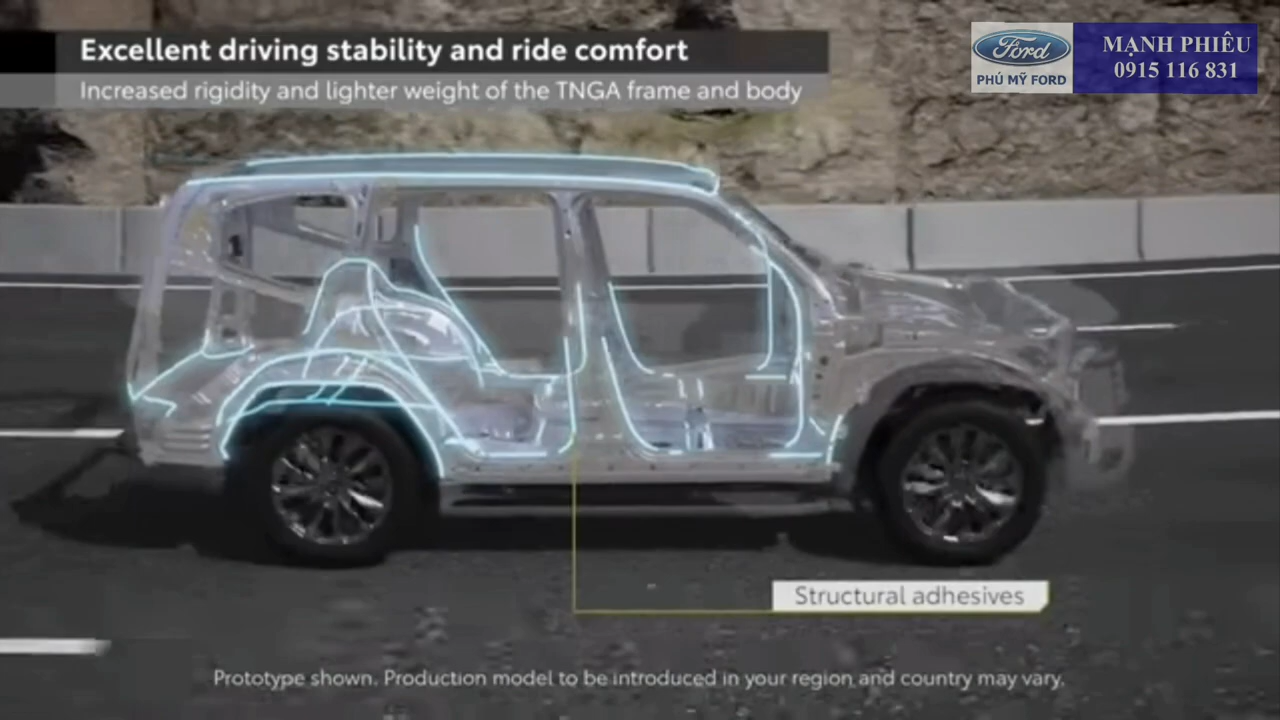 Excellent driving stability and ride comfort
Increased rigidity and lighter weight of the TNGA frame and body
Ford
PHÚ MỸ FORD
MẠNH PHIÊU
0915 116 831
Structural adhesives
Prototype shown. Production model to be introduced in your region and country may vary.